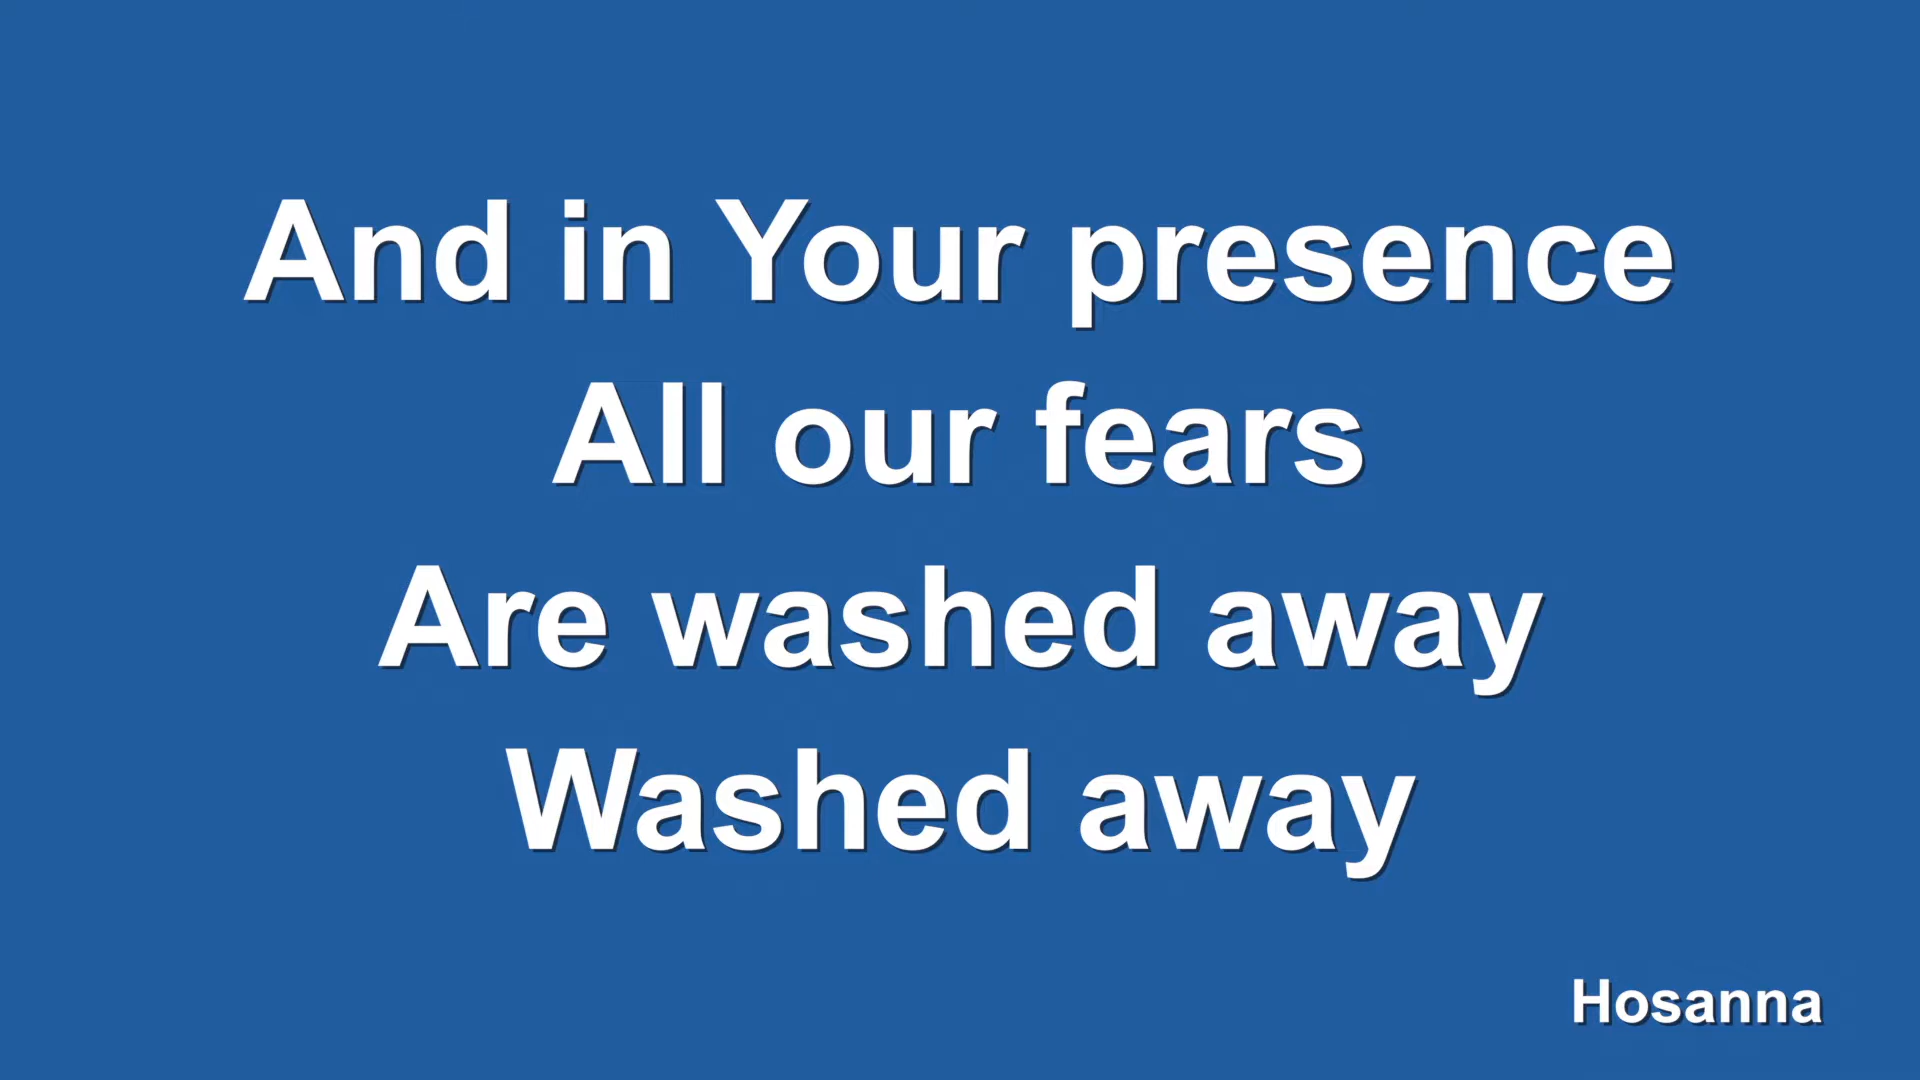 And in Your presence
All our fears
Are washed away
Washed away
Hosanna